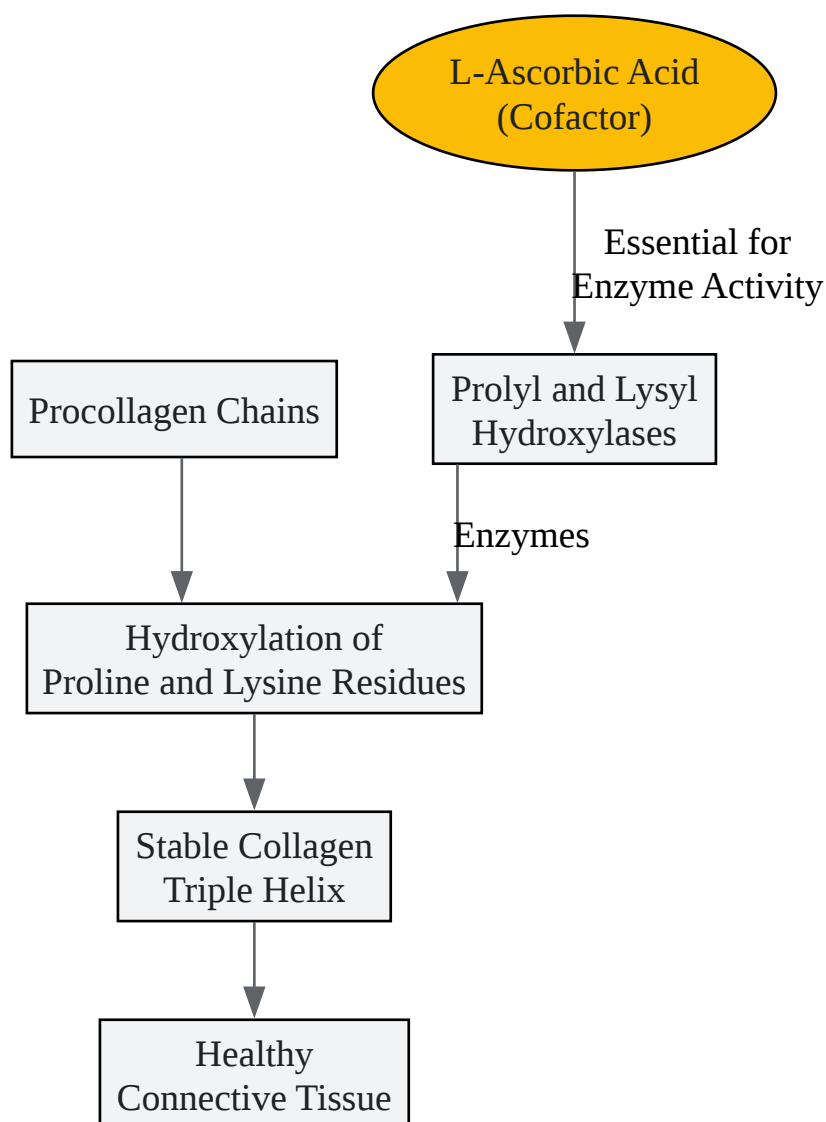 L-Ascorbic Acid
(Cofactor)
Essential for
Enzyme Activity
Procollagen Chains
Prolyl and Lysyl
Hydroxylases
Enzymes
Hydroxylation of
Proline and Lysine Residues
Stable Collagen
Triple Helix
Healthy
Connective Tissue